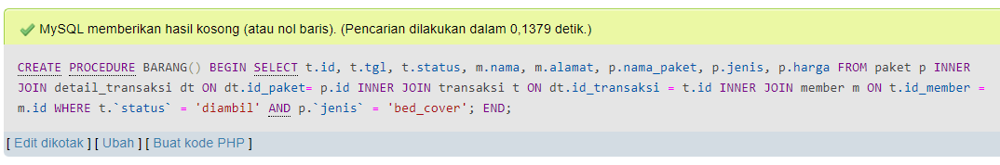 MySQL memberikan hasil kosong (atau nol baris). (Pencarian dilakukan dalam 0,1379 detik.)
CREATE PROCEDURE BARANG() BEGIN SELECT t.id, t.tgl, t.status, m.nama, m.alamat, p.nama_paket, p.jenis, p.harga FROM paket p INNER
JOIN detail_transaksi dt ON dt.id_paket= p.id INNER JOIN transaksi t ON dt.id_transaksi = t.id INNER JOIN member m ON t.id_member =
m.id WHERE t.`status` = 'diambil' AND p.`jenis` = 'bed_cover'; END;
[ Edit dikotak ] [ Ubah ] [ Buat kode PHP ]